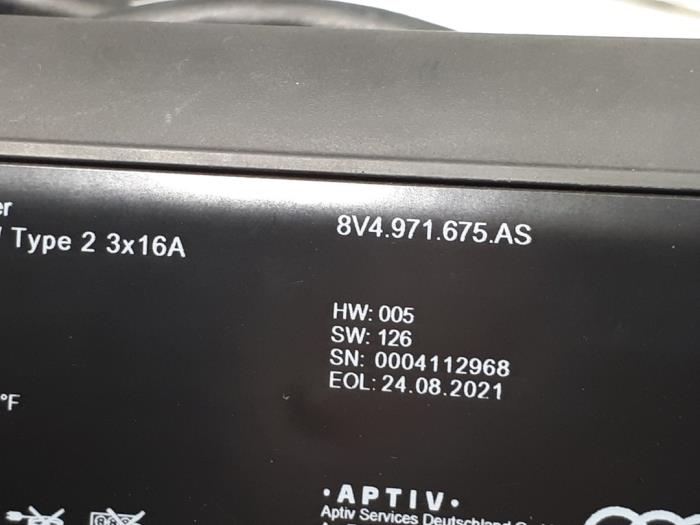 er
Type 2 3x16A
8V4.971.675.AS
HW: 005
SW: 126
SN: 0004112968
EOL: 24.08.2021
°F
·APTIV·
Aptiv Services Deutschland